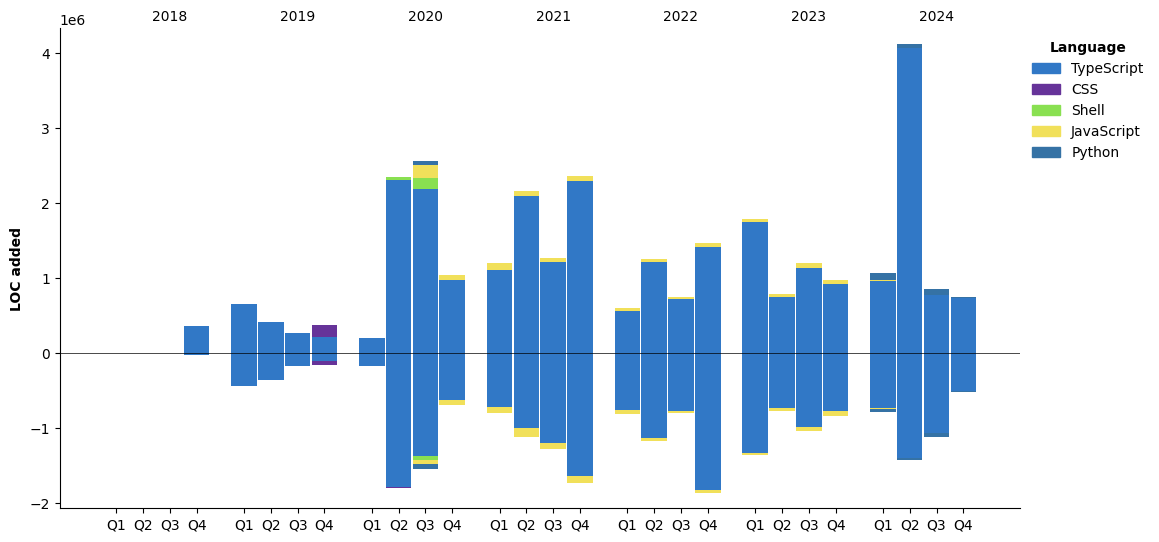 1e6
2018 2019 2020 2021 2022 2023 2024
Language
TypeScript
CSS
Shell
JavaScript
Python
4
3
2
1
0
−1
−2
LOC added
Q1 Q2 Q3 Q4 Q1 Q2 Q3 Q4 Q1 Q2 Q3 Q4 Q1 Q2 Q3 Q4 Q1 Q2 Q3 Q4 Q1 Q2 Q3 Q4 Q1 Q2 Q3 Q4